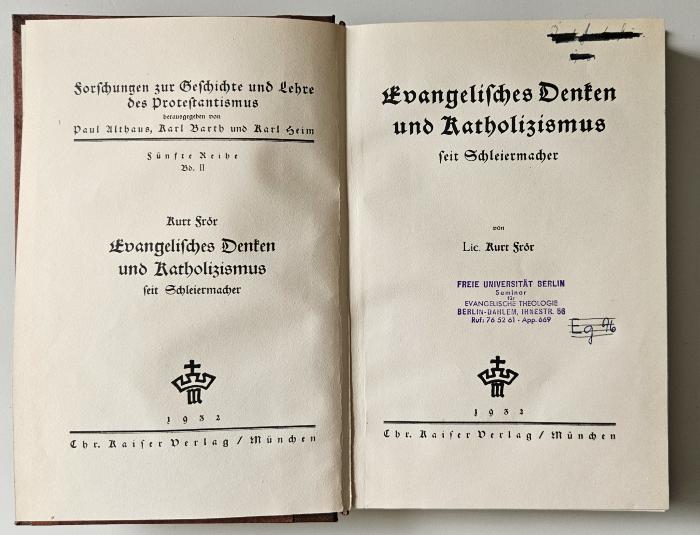 Forschungen zur Geschichte und Lehre
des Protestantismus
herausgegeben von
Paul Althaus, Karl Barth und Karl Heim
Fünfte Reihe
Bd. II
Kurt Frör
Evangelisches Denken
und Katholizismus
seit Schleiermacher
1932
Chr. Kaiser Verlag / München
Evangelisches Denken
und Katholizismus
seit Schleiermacher
von
Lic. Kurt Frör
FREIE UNIVERSITÄT BERLIN
Seminar
für
EVANGELISCHE THEOLOGIE
BERLIN-DAHLEM, IHNESTR. 56
Ruf: 76 52 61 · App. 669
Eg 96
1932
Chr. Kaiser Verlag / München